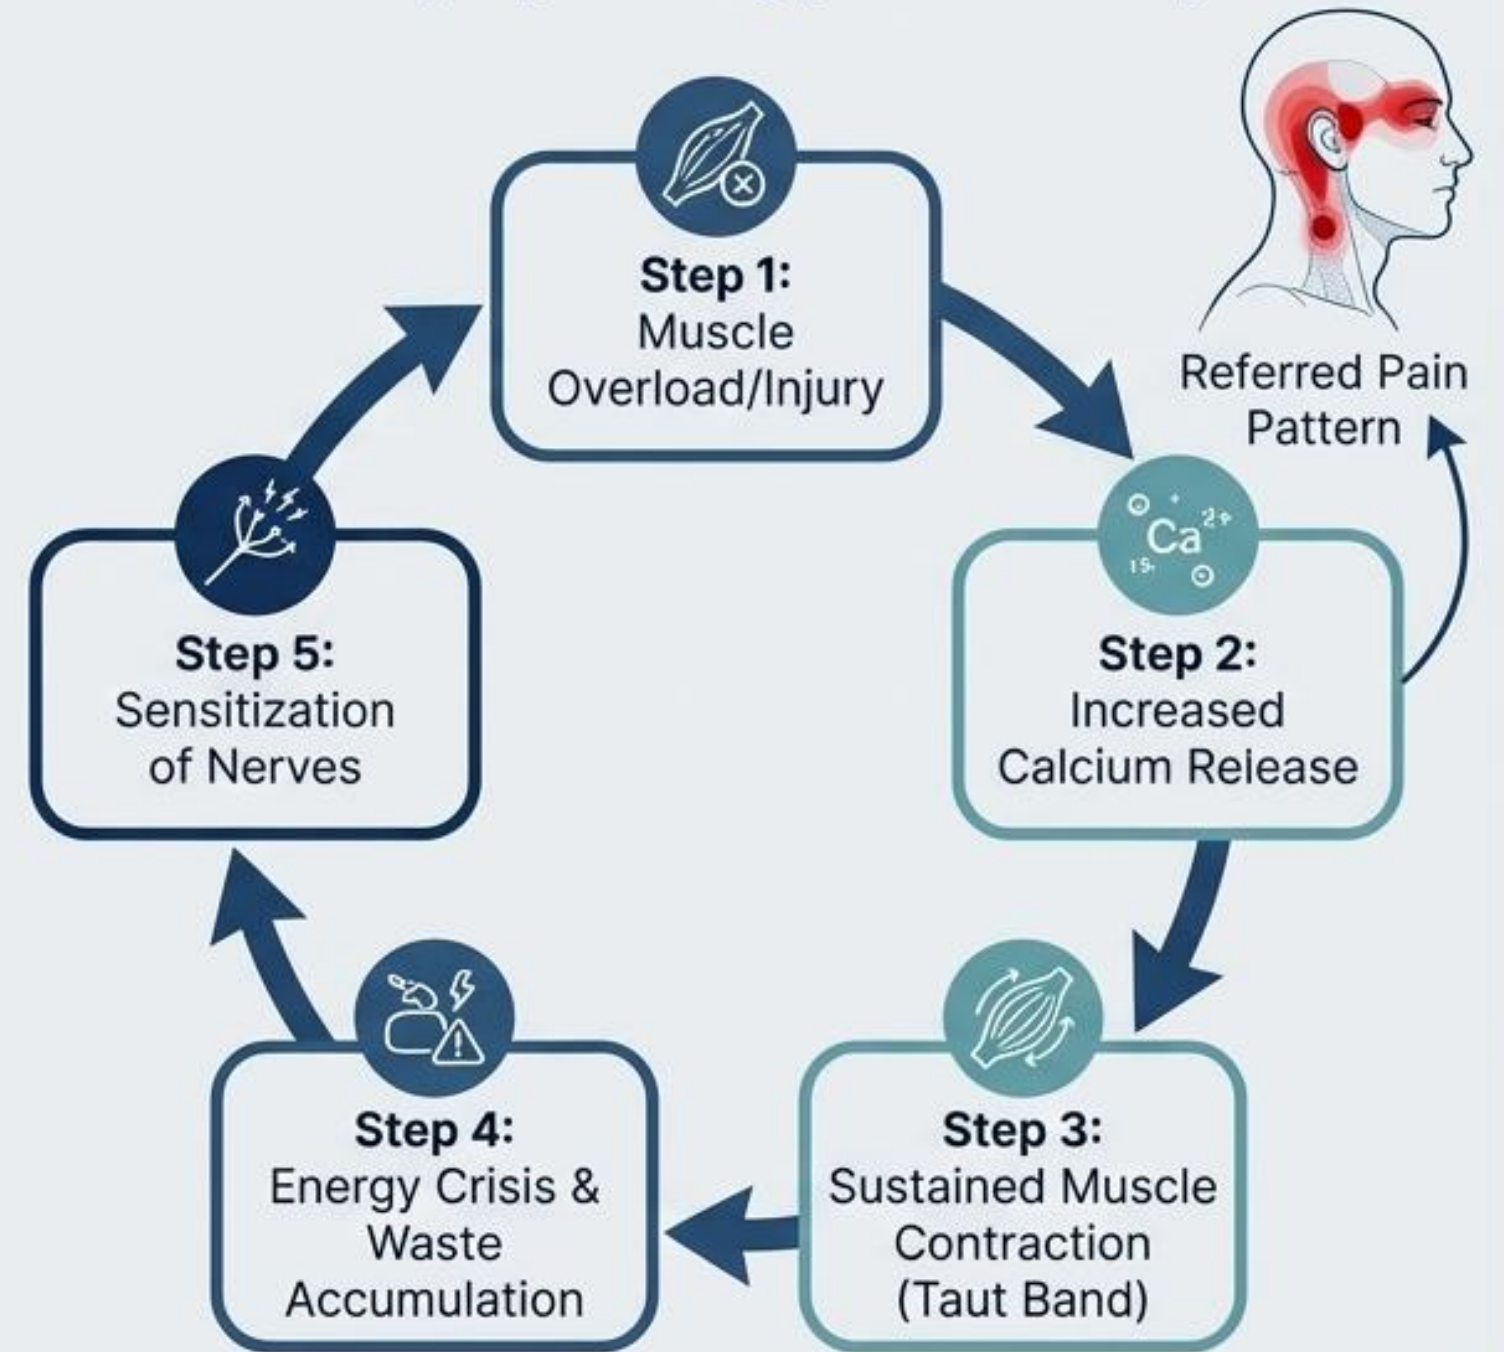 Step 1:
Muscle
Overload/Injury
Referred Pain
Pattern
Ca2+
Step 2:
Increased
Calcium Release
Step 5:
Sensitization
of Nerves
Step 4:
Energy Crisis &
Waste
Accumulation
Step 3:
Sustained Muscle
Contraction
(Taut Band)